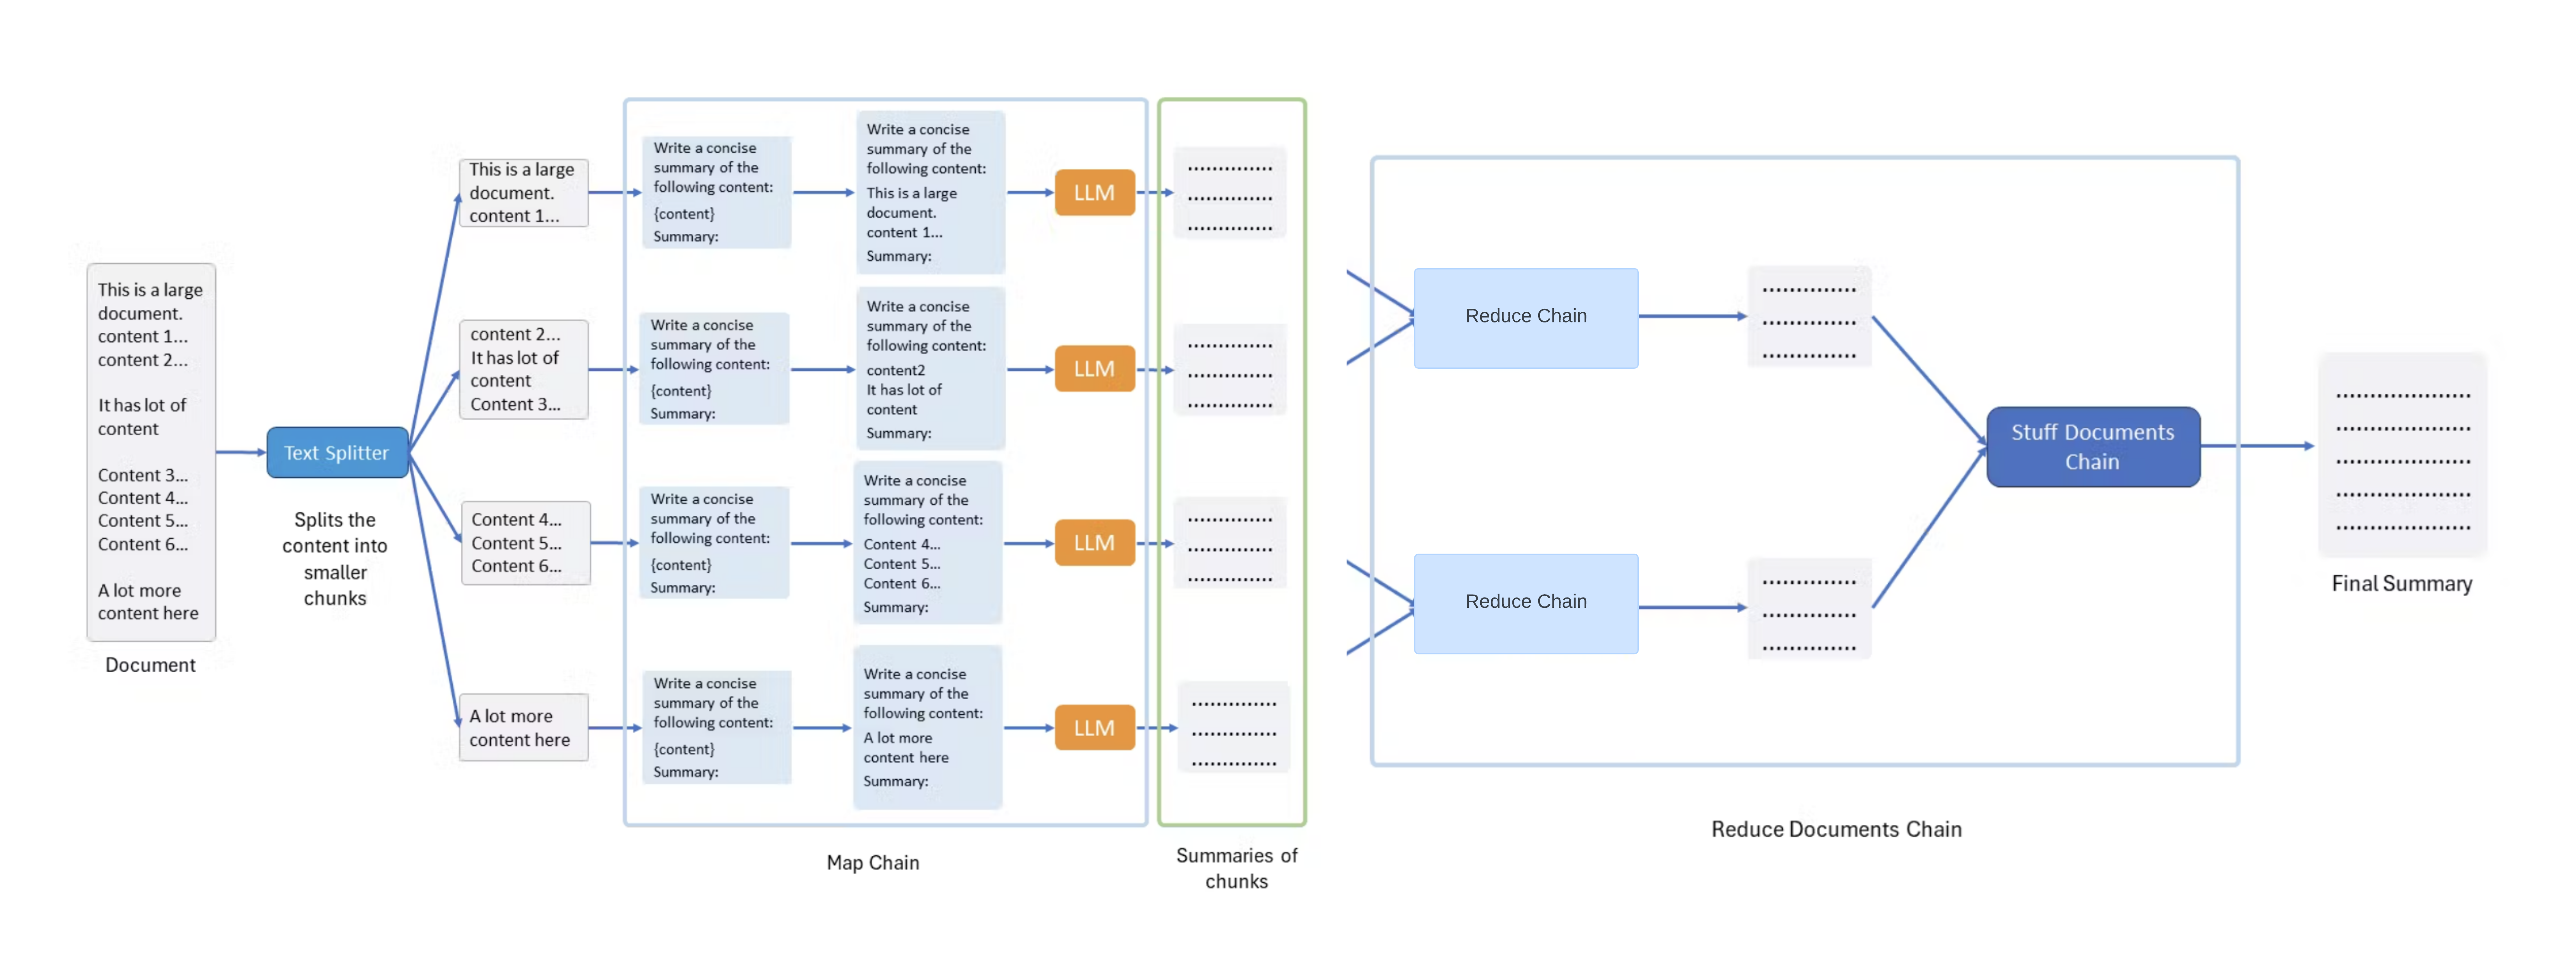 This is a large
document.
content 1...
content 2...
It has lot of
content
Content 3...
Content 4...
Content 5...
Content 6...
A lot more
content here
Document
Text Splitter
Splits the
content into
smaller
chunks
This is a large
document.
content 1...
content 2...
It has lot of
content
Content 3...
Content 4...
Content 5...
Content 6...
A lot more
content here
Write a concise
summary of the
following content:
{content}
Summary:
Write a concise
summary of the
following content:
This is a large
document.
content 1...
Summary:
LLM
Write a concise
summary of the
following content:
{content}
Summary:
Write a concise
summary of the
following content:
content2
It has lot of
content
Summary:
LLM
Write a concise
summary of the
following content:
{content}
Summary:
Write a concise
summary of the
following content:
Content 4...
Content 5...
Content 6...
Summary:
LLM
Write a concise
summary of the
following content:
{content}
Summary:
Write a concise
summary of the
following content:
A lot more
content here
Summary:
LLM
Map Chain
Summaries of
chunks
Reduce Chain
Reduce Chain
Stuff Documents
Chain
Reduce Documents Chain
Final Summary